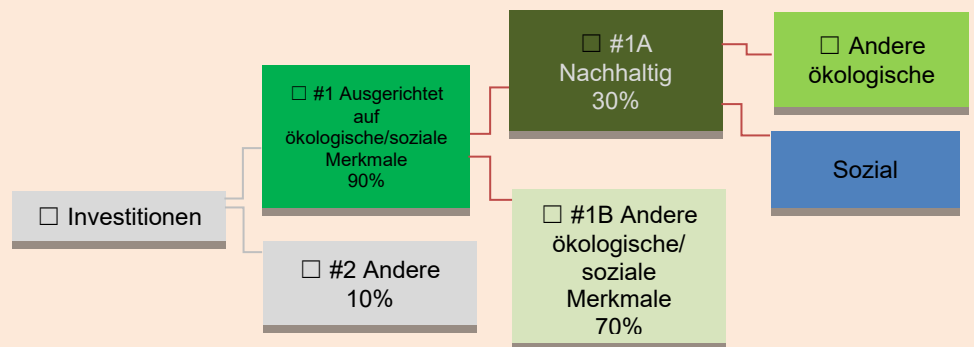 ☐ Investitionen
☐ #1 Ausgerichtet
auf
ökologische/soziale
Merkmale
90%
☐ #2 Andere
10%
☐ #1A
Nachhaltig
30%
☐ #1B Andere
ökologische/
soziale
Merkmale
70%
☐ Andere
ökologische
Sozial